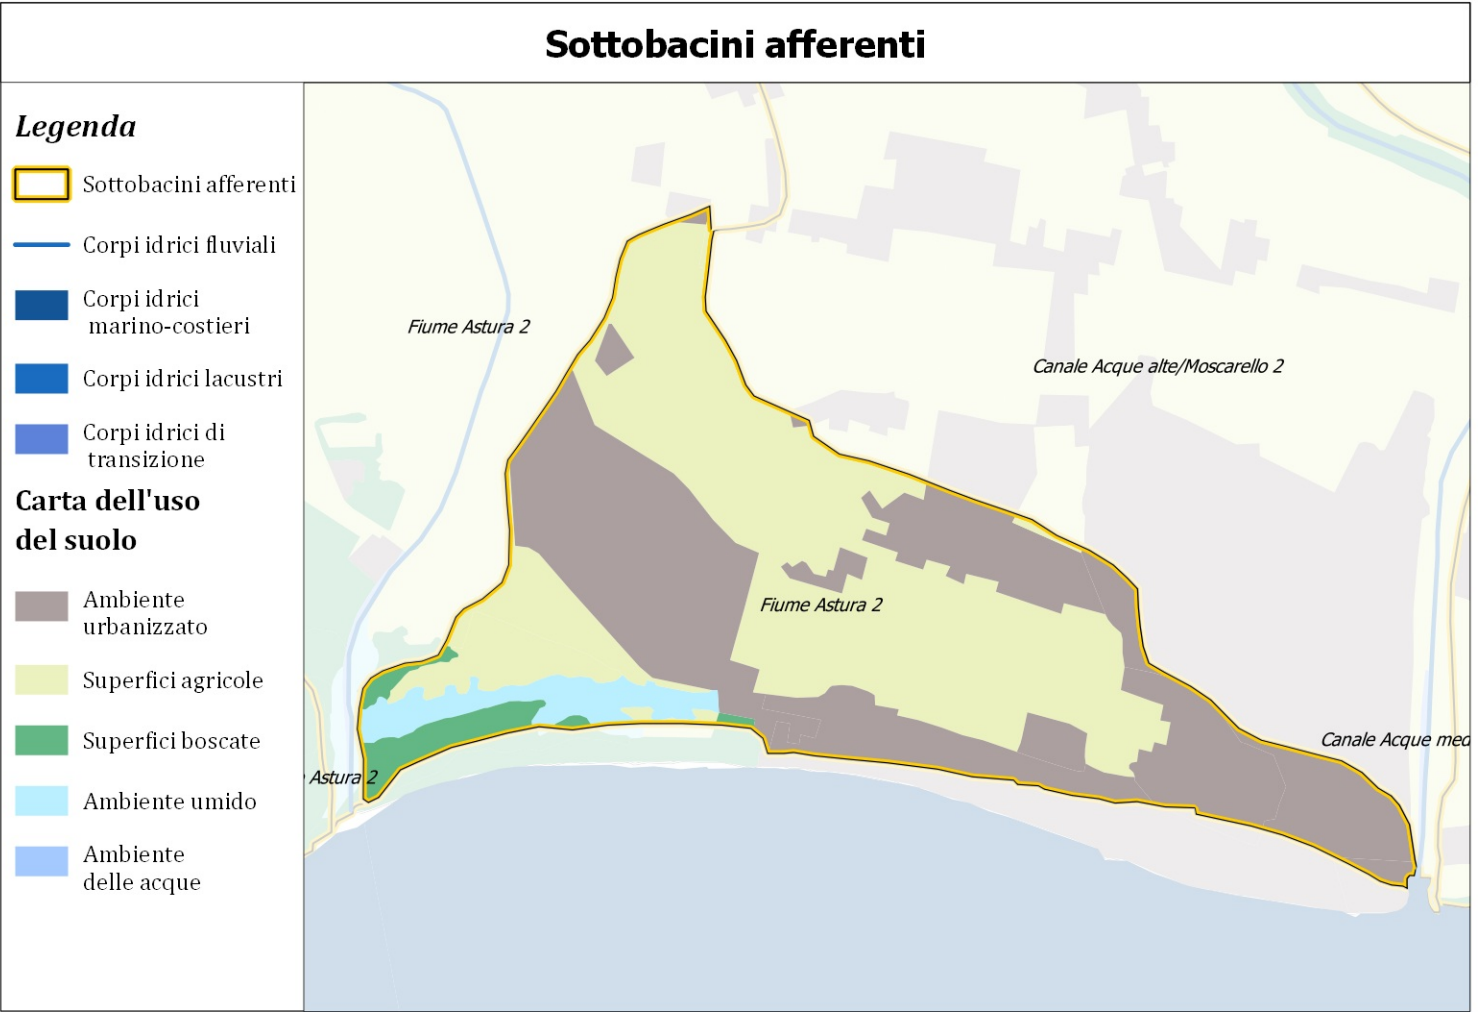 Sottobacini afferenti
Legenda
Sottobacini afferenti
Corpi idrici fluviali
Corpi idrici
marino-costieri
Corpi idrici lacustri
Corpi idrici di
transizione
Carta dell'uso
del suolo
Ambiente
urbanizzato
Superfici agricole
Superfici boscate
Ambiente umido
Ambiente
delle acque
Fiume Astura 2
Canale Acque alte/Moscarello 2
Fiume Astura 2
Canale Acque med
Astura 2